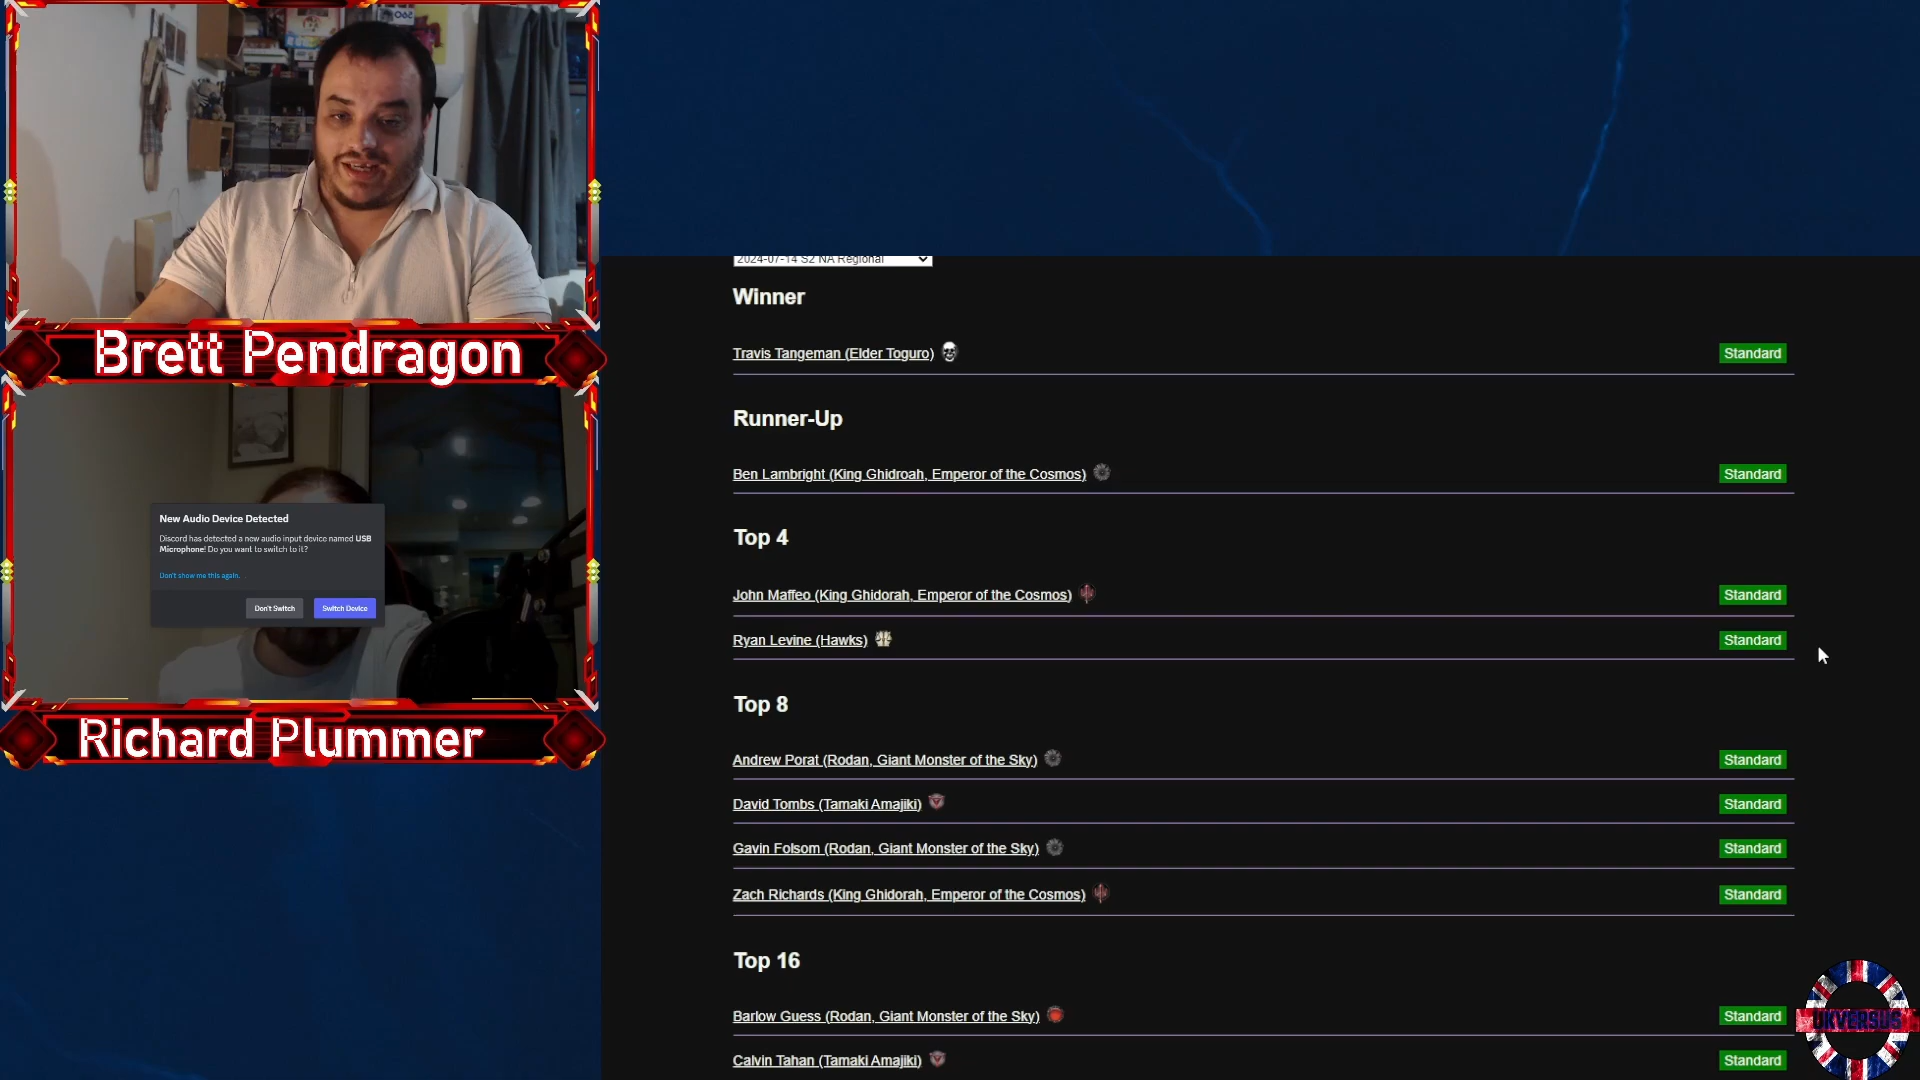 Brett Pendragon
New Audio Device Detected
Discord has detected a new audio input device named USB
Microphone! Do you want to switch to it?
Don't show me this again.
Don't Switch
Switch Device
Richard Plummer
2024-07-14 S2 NA Regional
Winner
Travis Tangeman (Elder Toguro)
Standard
Runner-Up
Ben Lambright (King Ghidroah, Emperor of the Cosmos)
Standard
Top 4
John Maffeo (King Ghidorah, Emperor of the Cosmos)
Standard
Ryan Levine (Hawks)
Standard
Top 8
Andrew Porat (Rodan, Giant Monster of the Sky)
Standard
David Tombs (Tamaki Amajiki)
Standard
Gavin Folsom (Rodan, Giant Monster of the Sky)
Standard
Zach Richards (King Ghidorah, Emperor of the Cosmos)
Standard
Top 16
Barlow Guess (Rodan, Giant Monster of the Sky)
Standard
Calvin Tahan (Tamaki Amajiki)
Standard
UKVERSUS